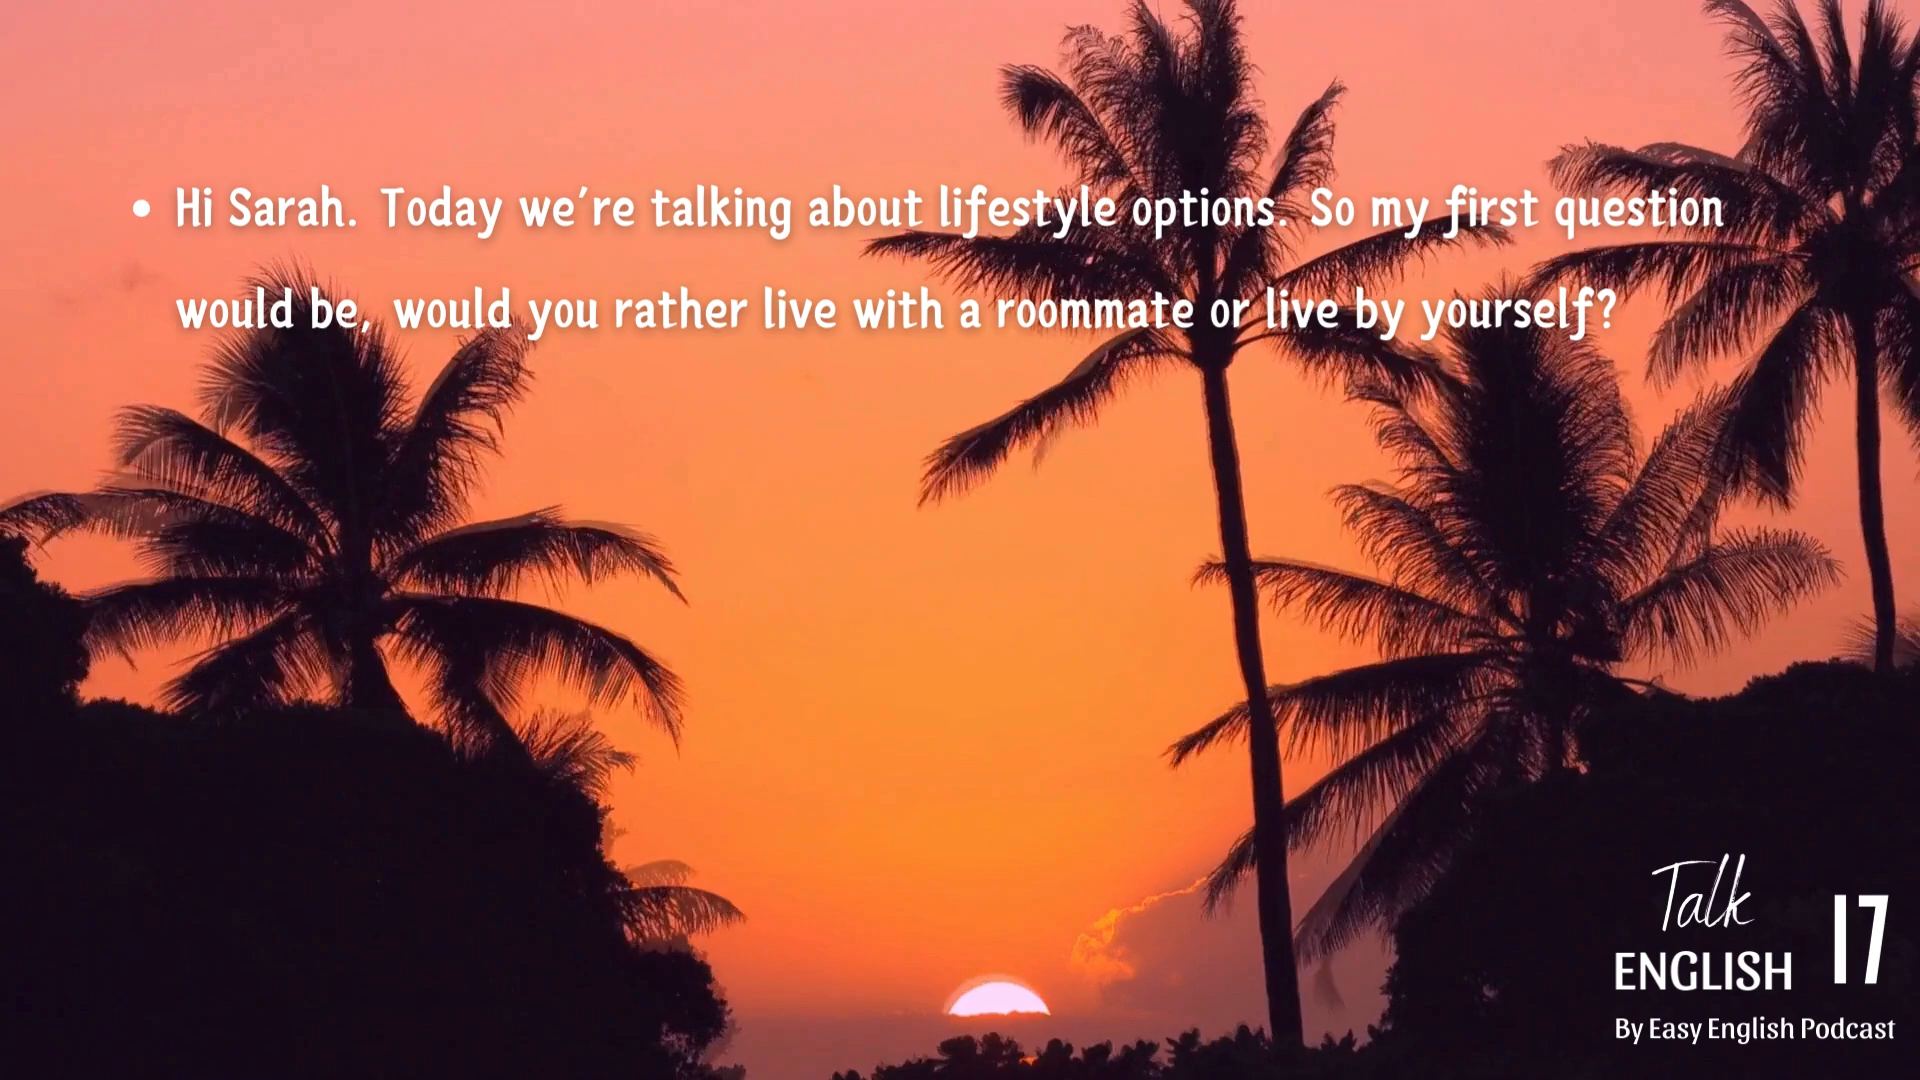 • Hi Sarah. Today we're talking about lifestyle options. So my first question
would be, would you rather live with a roommate or live by yourself?
Talk
ENGLISH 17
By Easy English Podcast